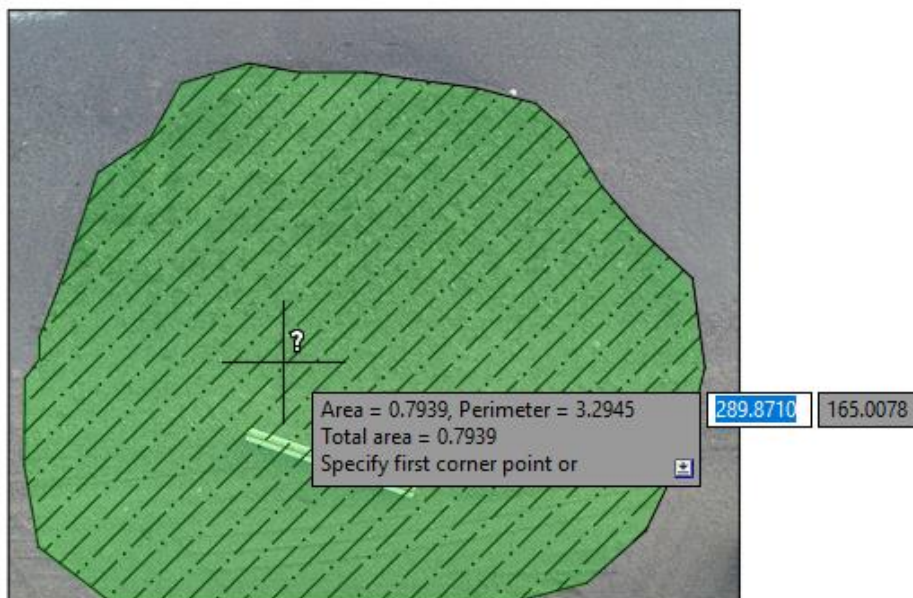 ?
Area = 0.7939, Perimeter = 3.2945
Total area = 0.7939
Specify first corner point or
289.8710
165.0078